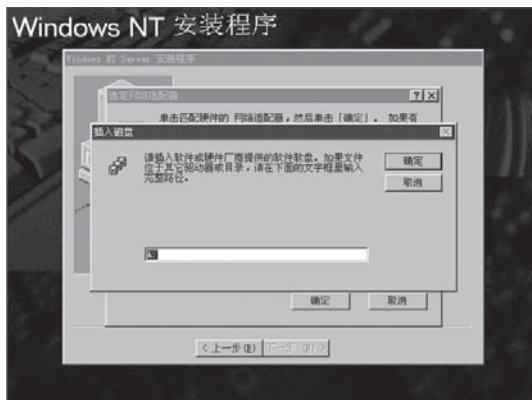 Windows NT 安装程序
Windows NT Server 安装程序
选定网络适配器
单击匹配硬件的 网络适配器，然后单击「确定」。 如果有
插入磁盘
请插入软件或硬件厂商提供的软件软盘。如果文件
位于其它驱动器或目录，请在下面的文字框里输入
完整路径。
确定
取消
A:
确定
取消
< 上一步(B)
下一步(N) >